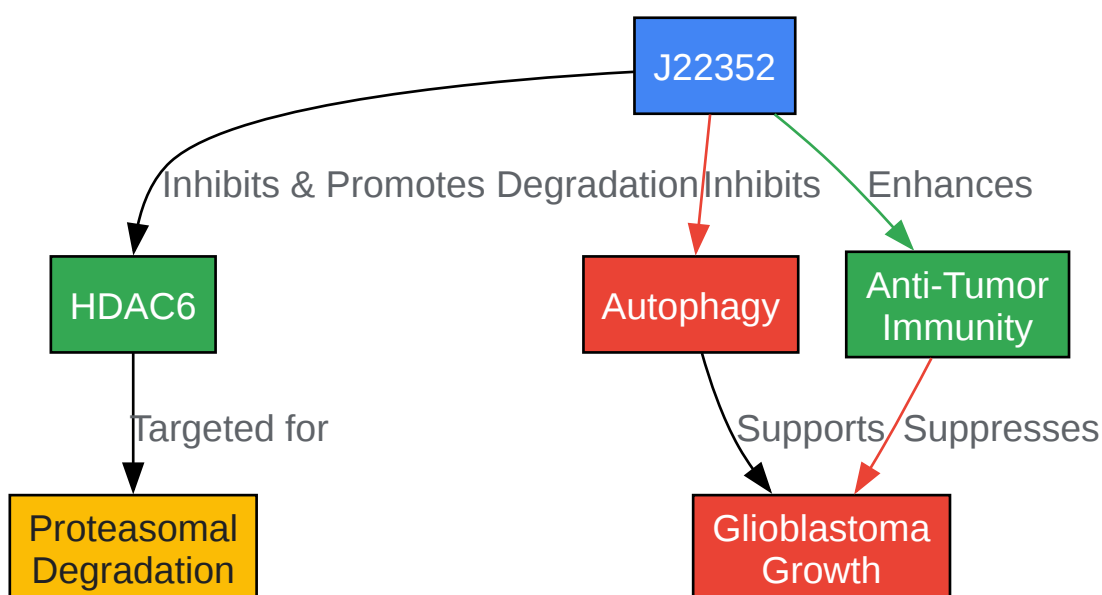 J22352
Inhibits & Promotes Degradation
Inhibits
Enhances
HDAC6
Autophagy
Anti-Tumor
Immunity
Targeted for
Supports
Suppresses
Proteasomal
Degradation
Glioblastoma
Growth